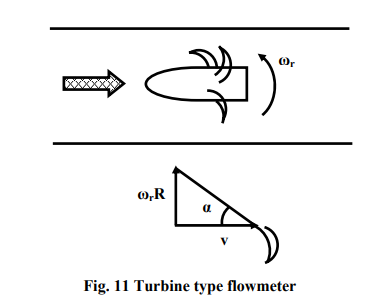 ωr
ωrR
α
v
Fig. 11 Turbine type flowmeter